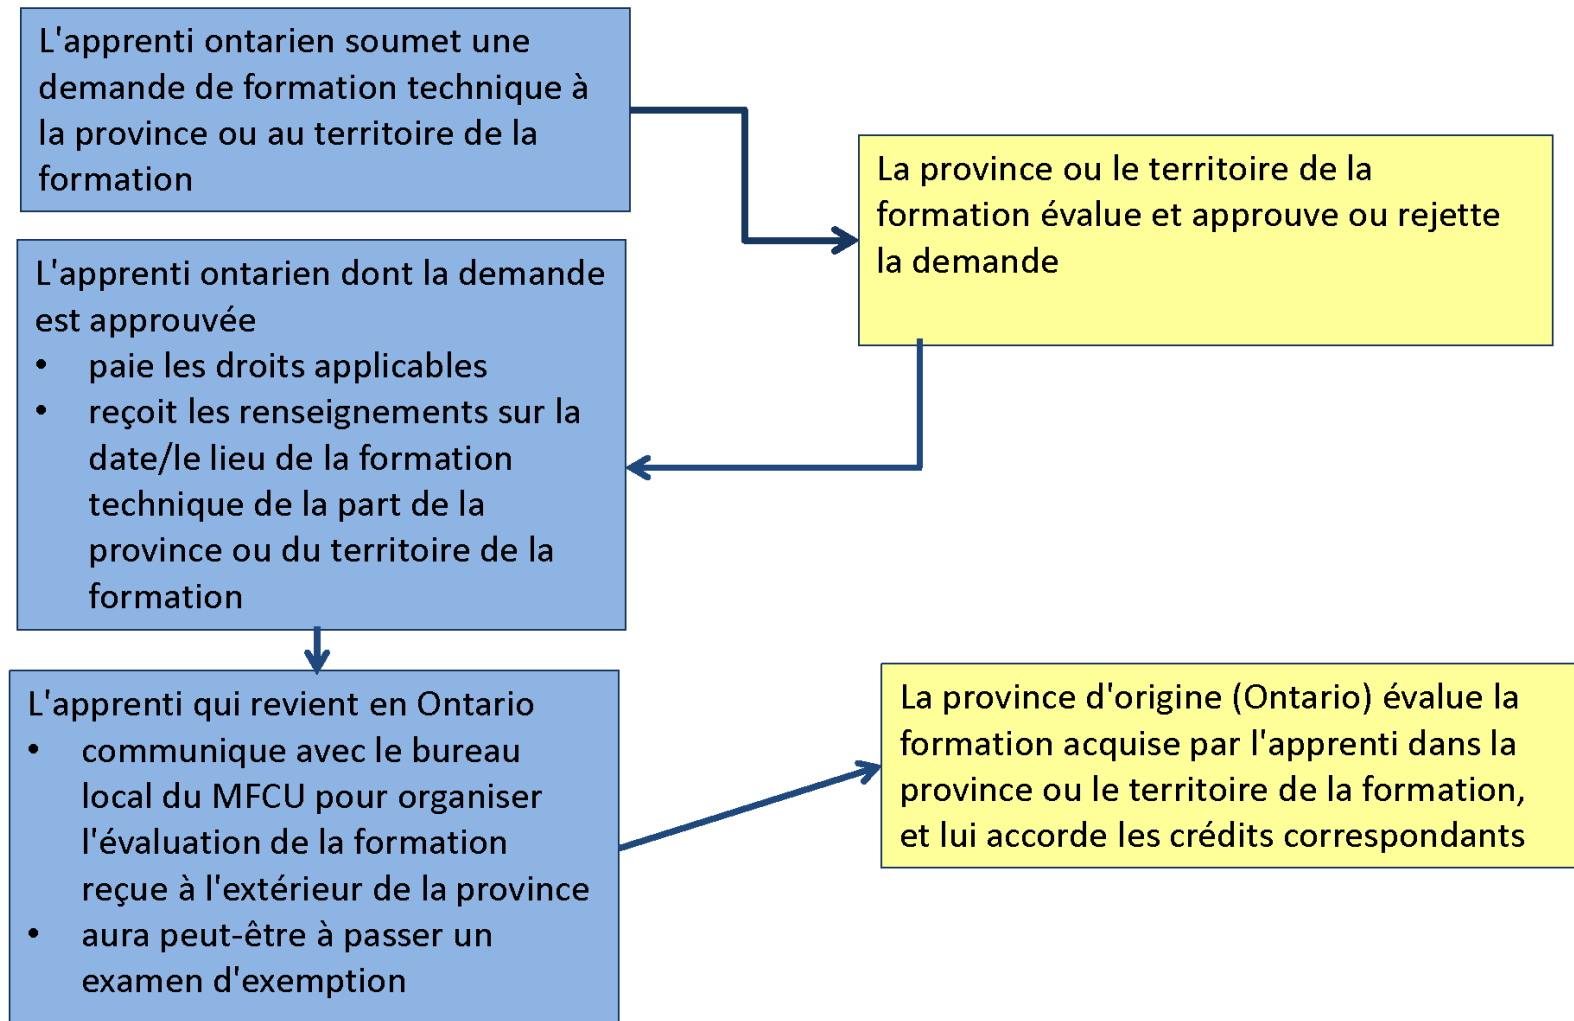 L'apprenti ontarien soumet une
demande de formation technique à
la province ou au territoire de la
formation
La province ou le territoire de la
formation évalue et approuve ou rejette
la demande
L'apprenti ontarien dont la demande
est approuvée
• paie les droits applicables
• reçoit les renseignements sur la
date/le lieu de la formation
technique de la part de la
province ou du territoire de la
formation
L'apprenti qui revient en Ontario
• communique avec le bureau
local du MFCU pour organiser
l'évaluation de la formation
reçue à l'extérieur de la province
• aura peut-être à passer un
examen d'exemption
La province d'origine (Ontario) évalue la
formation acquise par l'apprenti dans la
province ou le territoire de la formation,
et lui accorde les crédits correspondants